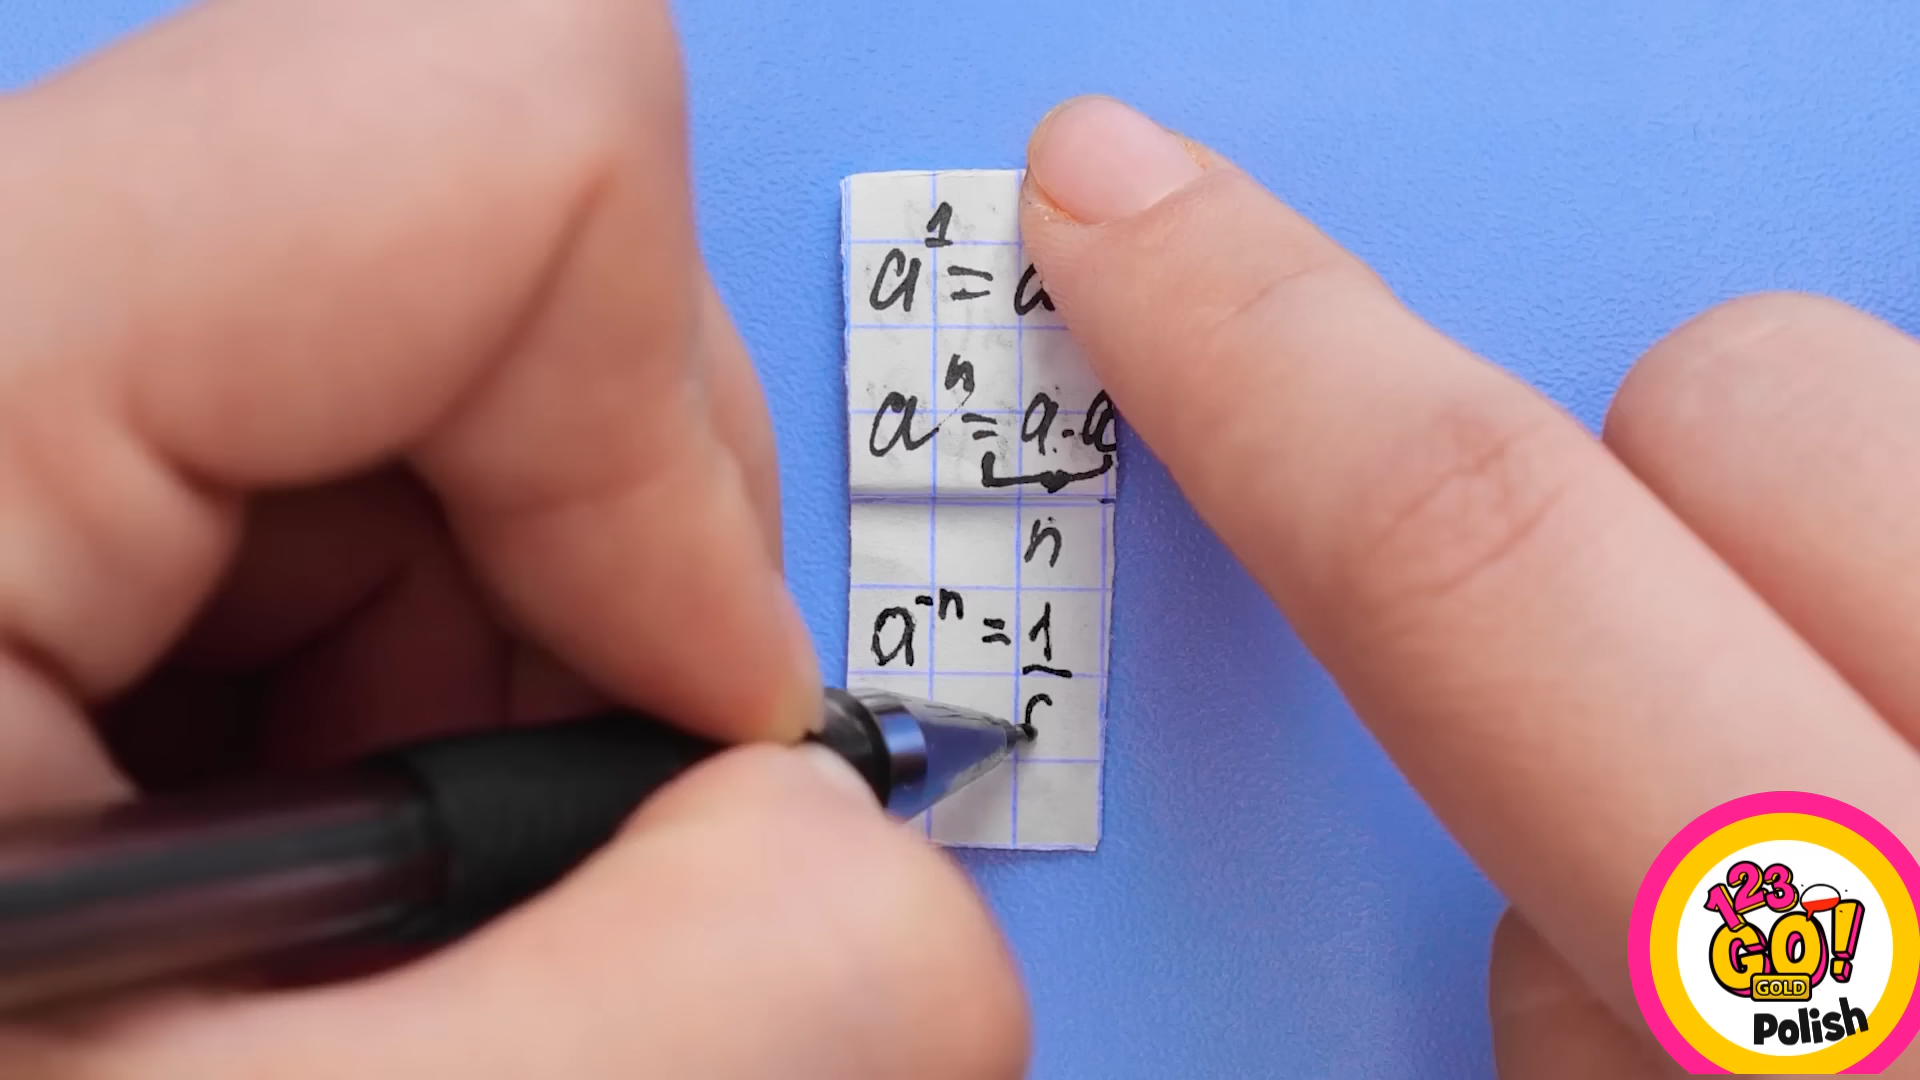 a¹ = a
aⁿ = a · a
n
a⁻ⁿ = 1
123
GO!
GOLD
Polish